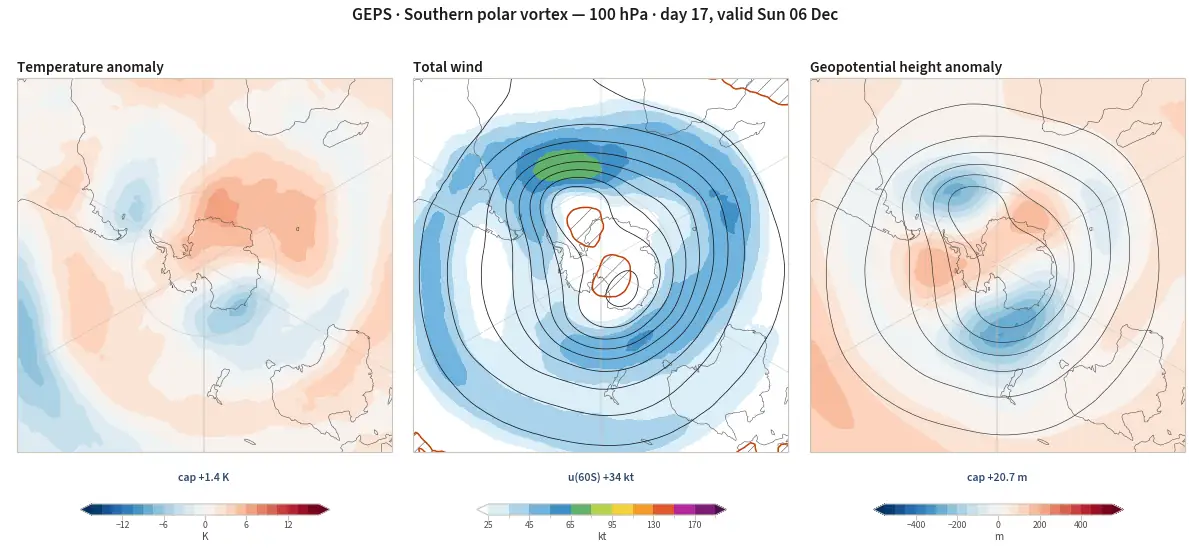 GEPS · Southern polar vortex — 100 hPa · day 17, valid Sun 06 Dec
Temperature anomaly
Total wind
Geopotential height anomaly
cap +1.4 K
u(60S) +34 kt
cap +20.7 m
−12 −6 0 6 12
K
25 45 65 95 130 170
kt
−400 −200 0 200 400
m